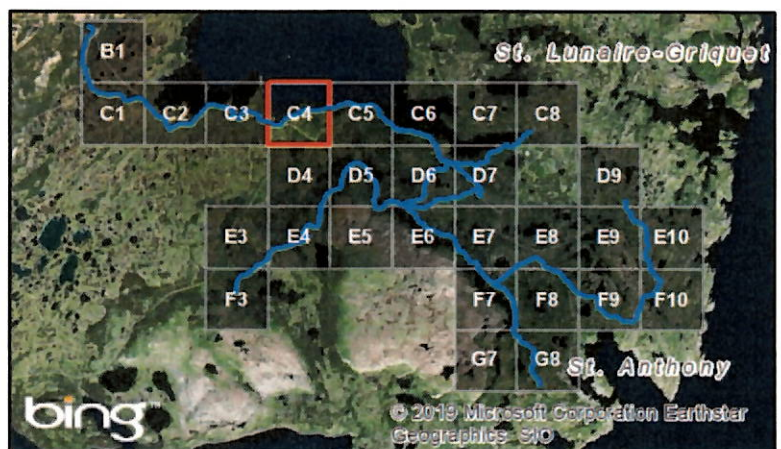 B1
St. Lunaire-Griquet
C1 C2 C3 C4 C5 C6 C7 C8
D4 D5 D6 D7 D9
E3 E4 E5 E6 E7 E8 E9 E10
F3 F7 F8 F9 F10
G7 G8 St. Anthony
bing™
© 2019 Microsoft Corporation Earthstar
Geographics SIO